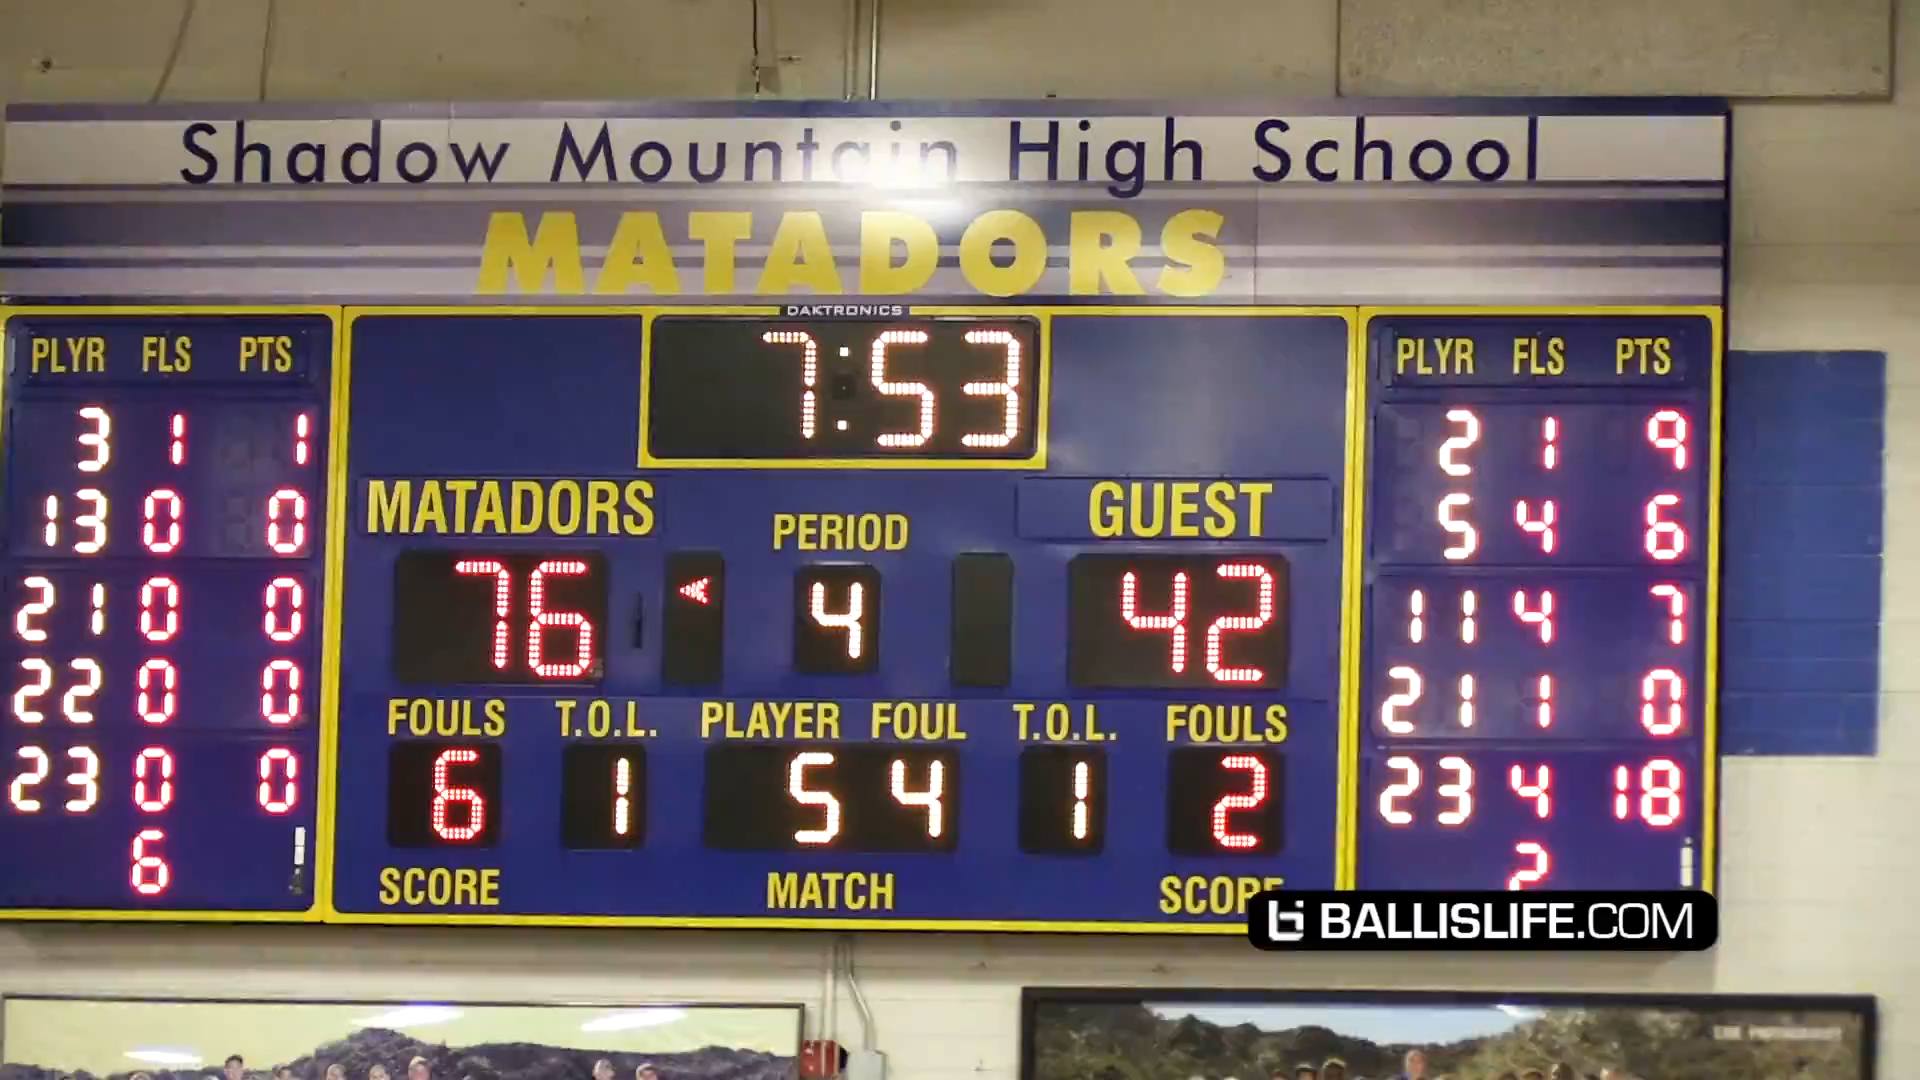 Shadow Mountain High School
MATADORS
DAKTRONICS
7:53
PLYR FLS PTS
3 1 1
13 0 0
21 0 0
22 0 0
23 0 0
6
MATADORS PERIOD GUEST
76 4 42
FOULS T.O.L. PLAYER FOUL T.O.L. FOULS
6 1 5 4 1 2
SCORE MATCH SCORE
PLYR FLS PTS
2 1 9
5 4 6
11 4 7
21 1 0
23 4 18
2
BALLISLIFE.COM